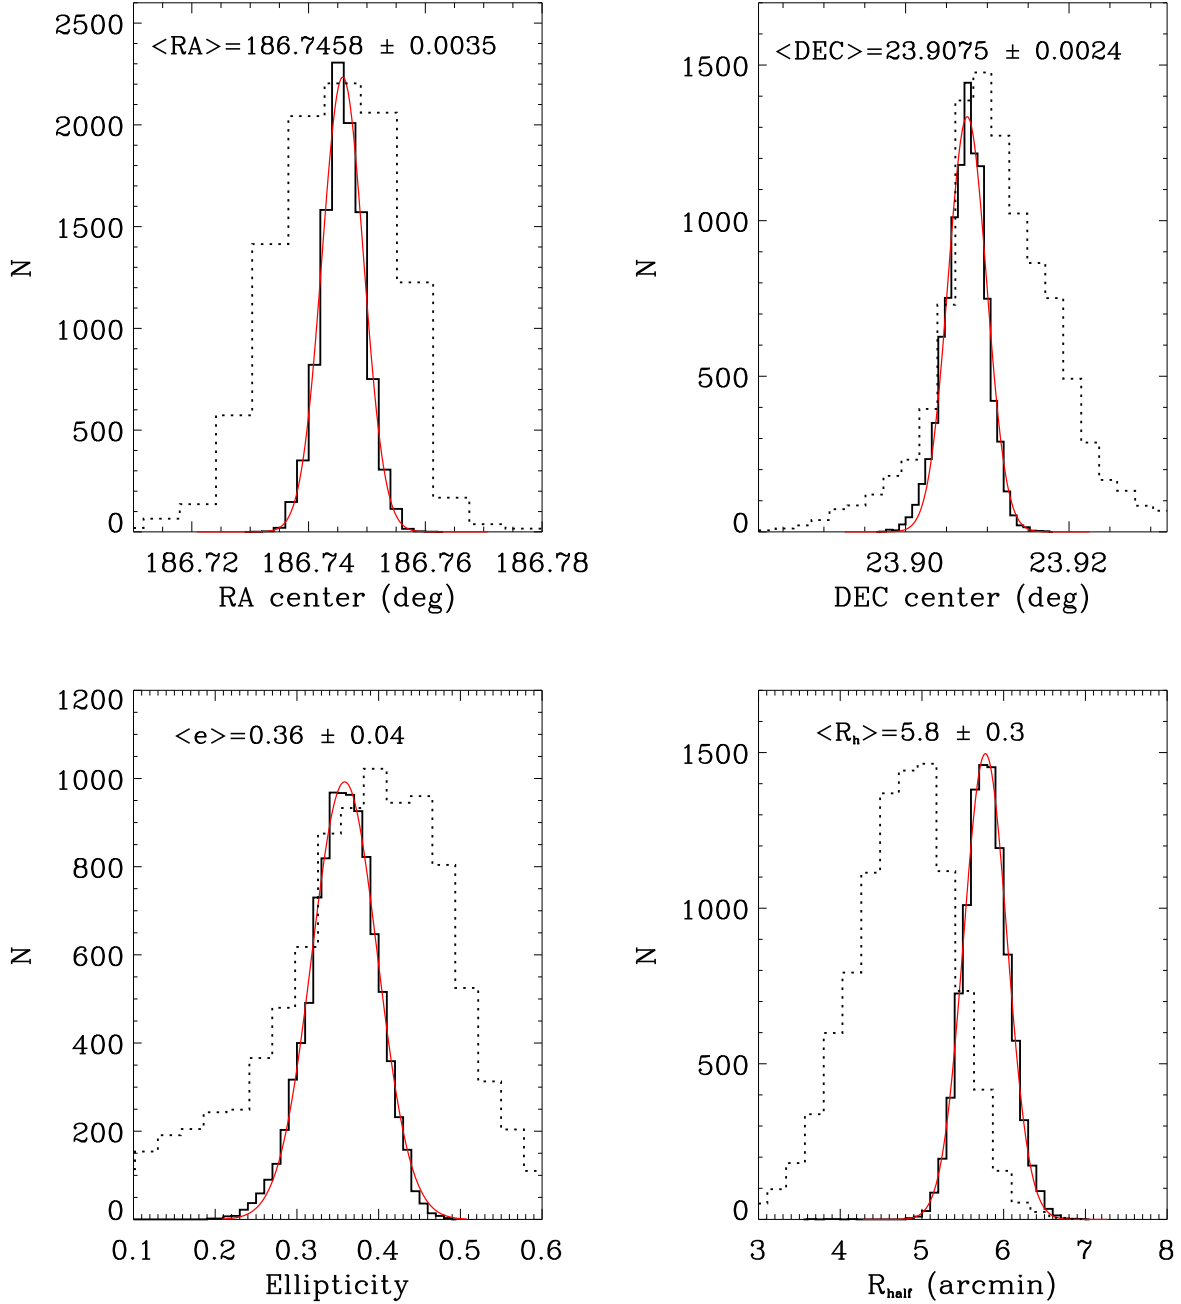 <RA>=186.7458 ± 0.0035
2500
2000
1500
1000
500
0
N
186.72 186.74 186.76 186.78
RA center (deg)
<DEC>=23.9075 ± 0.0024
1500
1000
500
0
N
23.90 23.92
DEC center (deg)
1200
<e>=0.36 ± 0.04
1000
800
600
400
200
0
N
0.1 0.2 0.3 0.4 0.5 0.6
Ellipticity
<Rh>=5.8 ± 0.3
1500
1000
500
0
N
3 4 5 6 7 8
Rhalf (arcmin)